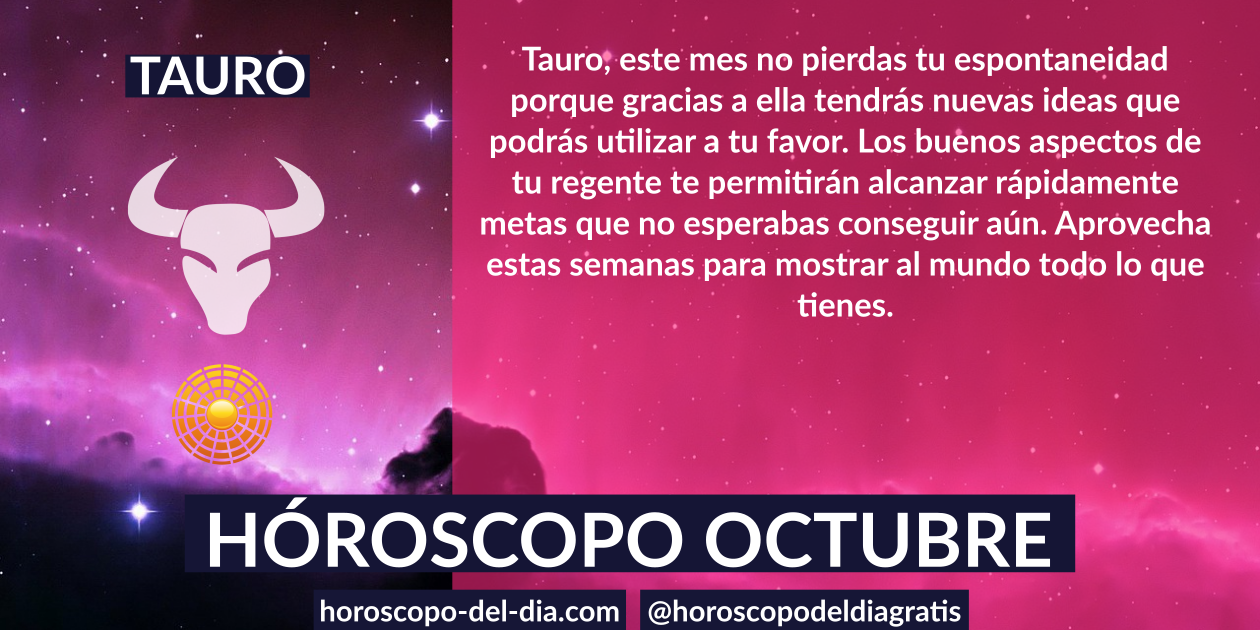 TAURO
Tauro, este mes no pierdas tu espontaneidad
porque gracias a ella tendrás nuevas ideas que
podrás utilizar a tu favor. Los buenos aspectos de
tu regente te permitirán alcanzar rápidamente
metas que no esperabas conseguir aún. Aprovecha
estas semanas para mostrar al mundo todo lo que
tienes.
HÓROSCOPO OCTUBRE
horoscopo-del-dia.com @horoscopodeldiagratis